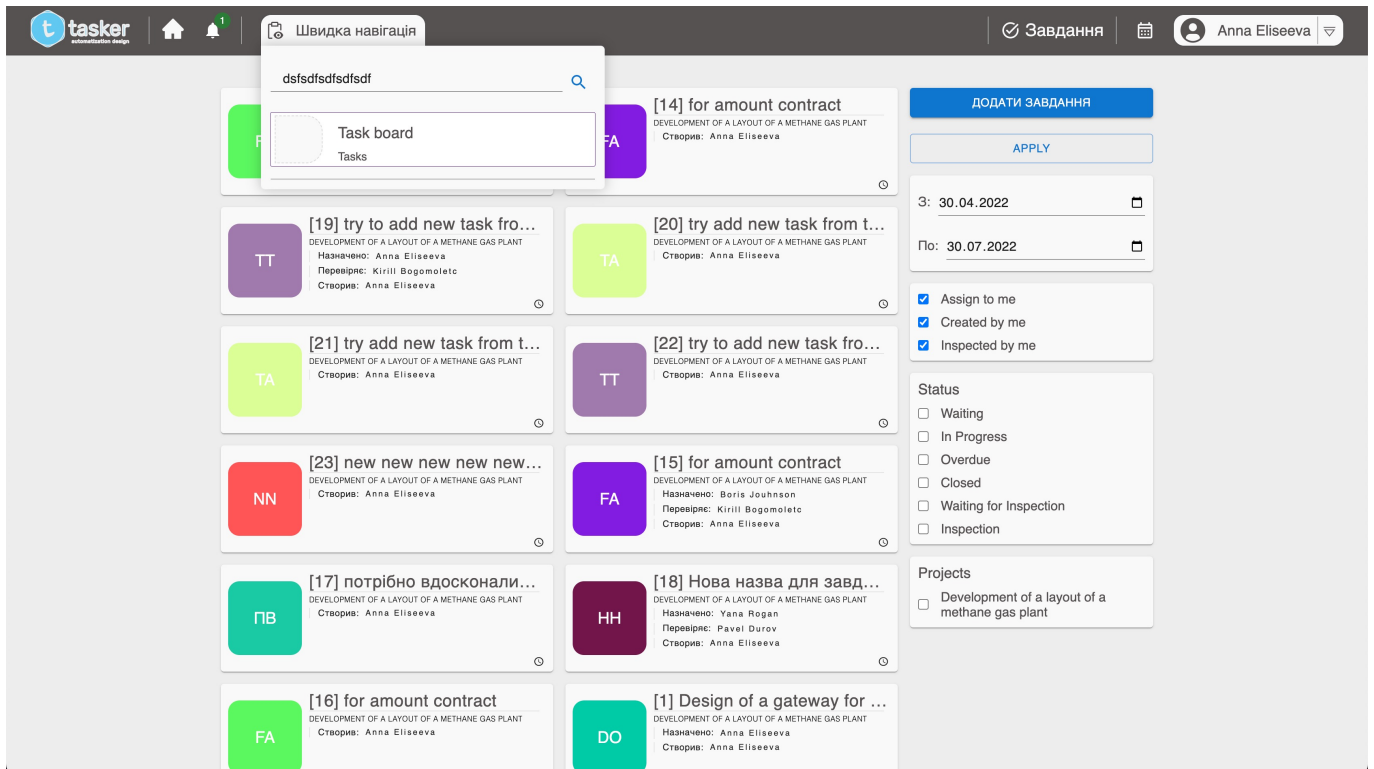 t tasker
automatization design
1
Швидка навігація
Завдання
Anna Eliseeva
dsfsdfsdfsdfsdf
Task board
Tasks
F
FA
[14] for amount contract
DEVELOPMENT OF A LAYOUT OF A METHANE GAS PLANT
Створив: Anna Eliseeva
TT
[19] try to add new task fro...
DEVELOPMENT OF A LAYOUT OF A METHANE GAS PLANT
Назначено: Anna Eliseeva
Перевіряє: Kirill Bogomoletc
Створив: Anna Eliseeva
TA
[20] try add new task from t...
DEVELOPMENT OF A LAYOUT OF A METHANE GAS PLANT
Створив: Anna Eliseeva
TA
[21] try add new task from t...
DEVELOPMENT OF A LAYOUT OF A METHANE GAS PLANT
Створив: Anna Eliseeva
TT
[22] try to add new task fro...
DEVELOPMENT OF A LAYOUT OF A METHANE GAS PLANT
Створив: Anna Eliseeva
NN
[23] new new new new new...
DEVELOPMENT OF A LAYOUT OF A METHANE GAS PLANT
Створив: Anna Eliseeva
FA
[15] for amount contract
DEVELOPMENT OF A LAYOUT OF A METHANE GAS PLANT
Назначено: Boris Jouhnson
Перевіряє: Kirill Bogomoletc
Створив: Anna Eliseeva
ПВ
[17] потрібно вдосконали...
DEVELOPMENT OF A LAYOUT OF A METHANE GAS PLANT
Створив: Anna Eliseeva
НН
[18] Нова назва для завд...
DEVELOPMENT OF A LAYOUT OF A METHANE GAS PLANT
Назначено: Yana Rogan
Перевіряє: Pavel Durov
Створив: Anna Eliseeva
FA
[16] for amount contract
DEVELOPMENT OF A LAYOUT OF A METHANE GAS PLANT
Створив: Anna Eliseeva
DO
[1] Design of a gateway for ...
DEVELOPMENT OF A LAYOUT OF A METHANE GAS PLANT
Назначено: Anna Eliseeva
Створив: Anna Eliseeva
ДОДАТИ ЗАВДАННЯ
APPLY
З: 30.04.2022
По: 30.07.2022
Assign to me
Created by me
Inspected by me
Status
Waiting
In Progress
Overdue
Closed
Waiting for Inspection
Inspection
Projects
Development of a layout of a
methane gas plant